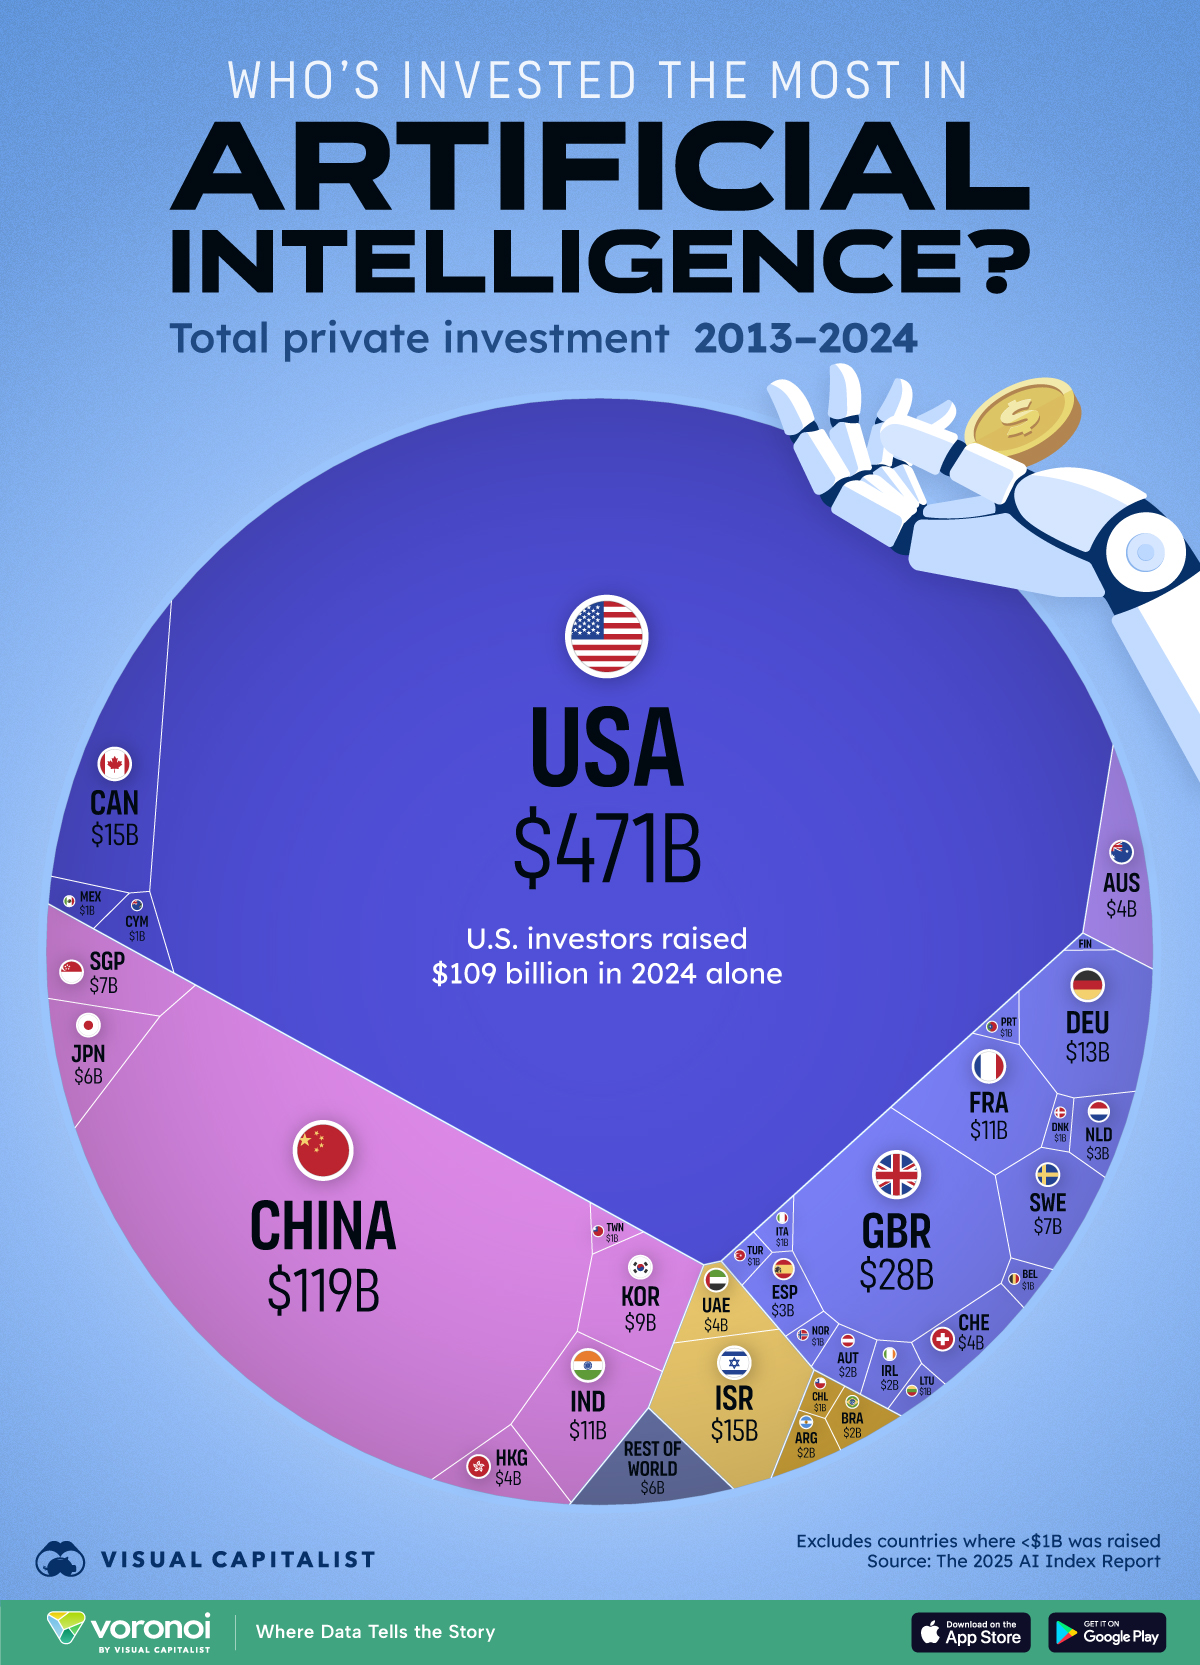 WHO'S INVESTED THE MOST IN
ARTIFICIAL
INTELLIGENCE?
Total private investment 2013–2024
USA
$471B
U.S. investors raised
$109 billion in 2024 alone
CAN
$15B
MEX
$1B
CYM
$1B
SGP
$7B
JPN
$6B
CHINA
$119B
TWN
$1B
KOR
$9B
IND
$11B
HKG
$4B
REST OF
WORLD
$6B
UAE
$4B
ISR
$15B
CHL
$1B
BRA
$2B
ARG
$2B
AUS
$4B
FIN
DEU
$13B
PRT
$1B
FRA
$11B
DNK
$1B
NLD
$3B
SWE
$7B
GBR
$28B
BEL
$1B
CHE
$4B
ITA
$1B
TUR
$1B
ESP
$3B
NOR
$1B
AUT
$2B
IRL
$2B
LTU
$1B
VISUAL CAPITALIST
Excludes countries where <$1B was raised
Source: The 2025 AI Index Report
voronoi
BY VISUAL CAPITALIST
Where Data Tells the Story
Download on the
App Store
GET IT ON
Google Play